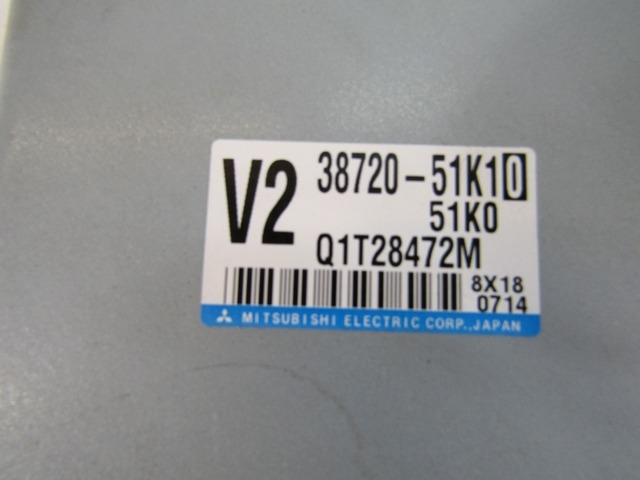 V2 38720-51K10
51K0
Q1T28472M
8X18
0714
MITSUBISHI ELECTRIC CORP., JAPAN